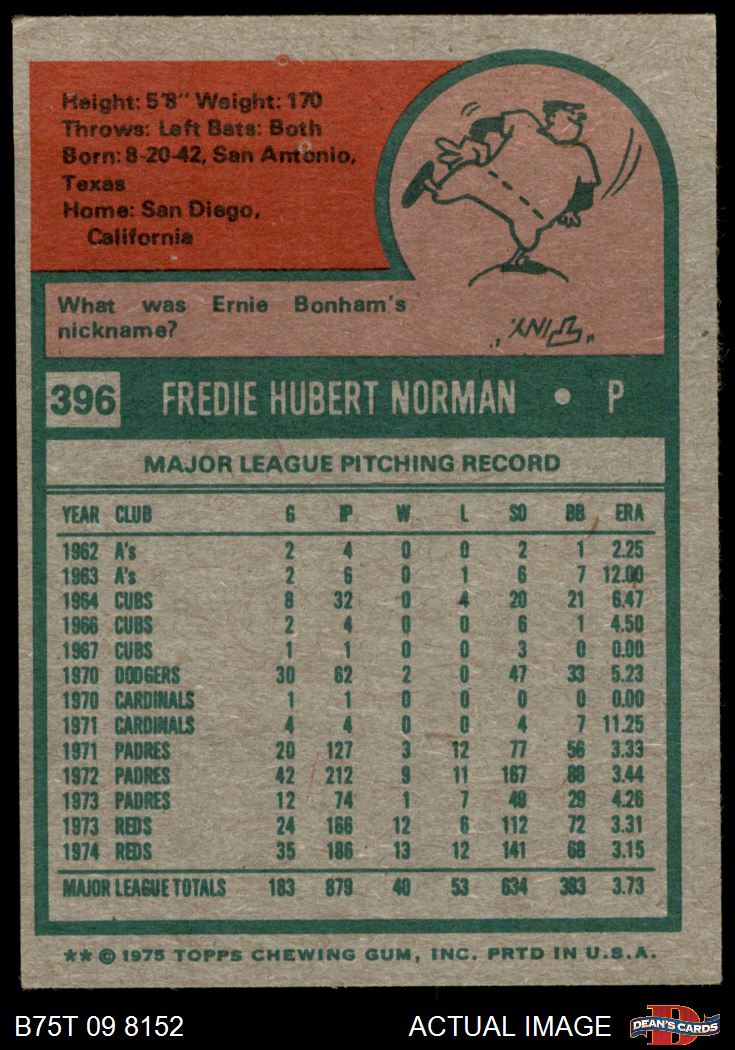 Height: 5'8" Weight: 170
Throws: Left Bats: Both
Born: 8-20-42, San Antonio,
Texas
Home: San Diego,
California
What was Ernie Bonham's
nickname?
"TINY."
396 FREDIE HUBERT NORMAN • P
MAJOR LEAGUE PITCHING RECORD
YEAR CLUB G IP W L SO BB ERA
1962 A's 2 4 0 0 2 1 2.25
1963 A's 2 6 0 1 6 7 12.00
1964 CUBS 8 32 0 4 20 21 6.47
1966 CUBS 2 4 0 0 6 1 4.50
1967 CUBS 1 1 0 0 3 0 0.00
1970 DODGERS 30 62 2 0 47 33 5.23
1970 CARDINALS 1 1 0 0 0 0 0.00
1971 CARDINALS 4 4 0 0 4 7 11.25
1971 PADRES 20 127 3 12 77 56 3.33
1972 PADRES 42 212 9 11 167 88 3.44
1973 PADRES 12 74 1 7 49 29 4.26
1973 REDS 24 166 12 6 112 72 3.31
1974 REDS 35 186 13 12 141 68 3.15
MAJOR LEAGUE TOTALS 183 879 40 53 634 383 3.73
** © 1975 TOPPS CHEWING GUM, INC. PRTD IN U.S.A.
B75T 09 8152 ACTUAL IMAGE D DEAN'S CARDS